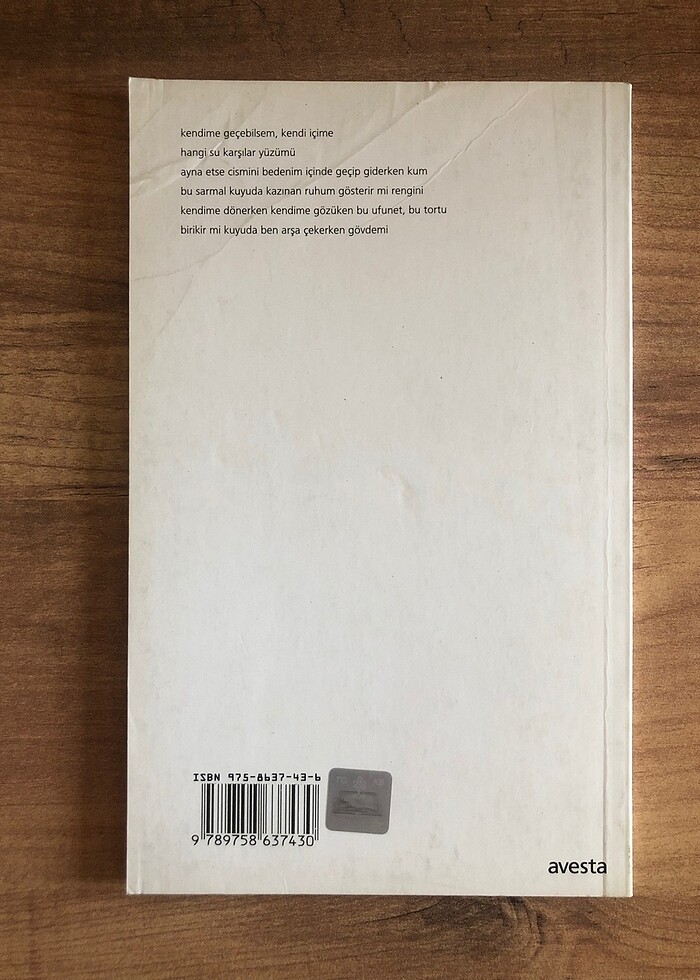 kendime geçebilsem, kendi içime
hangi su karşılar yüzümü
ayna etse cismini bedenim içinde geçip giderken kum
bu sarmal kuyuda kazınan ruhum gösterir mi rengini
kendime dönerken kendime gözüken bu ufunet, bu tortu
birikir mi kuyuda ben arşa çekerken gövdemi
ISBN 975-8637-43-6
9 789758 637430
avesta